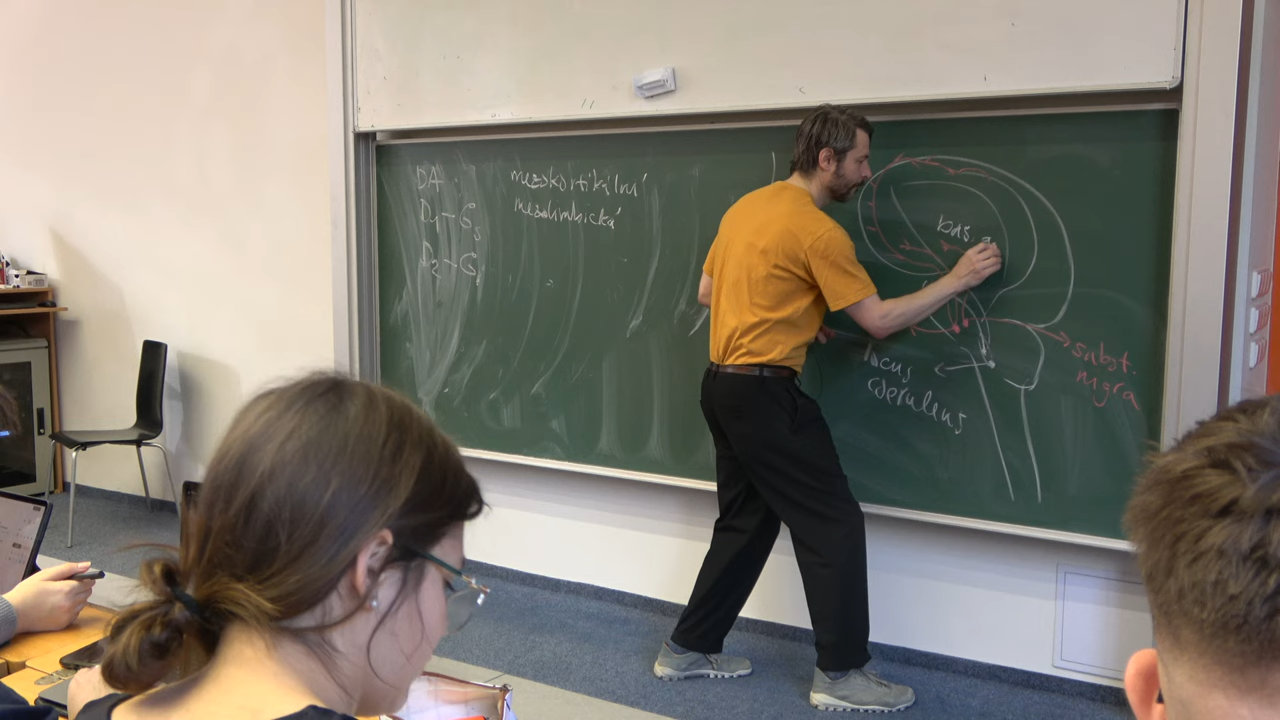 DA
D1-Gs
D2-Gi
mezokortikální
mezolimbická
bas. g
locus
coeruleus
subst.
nigra